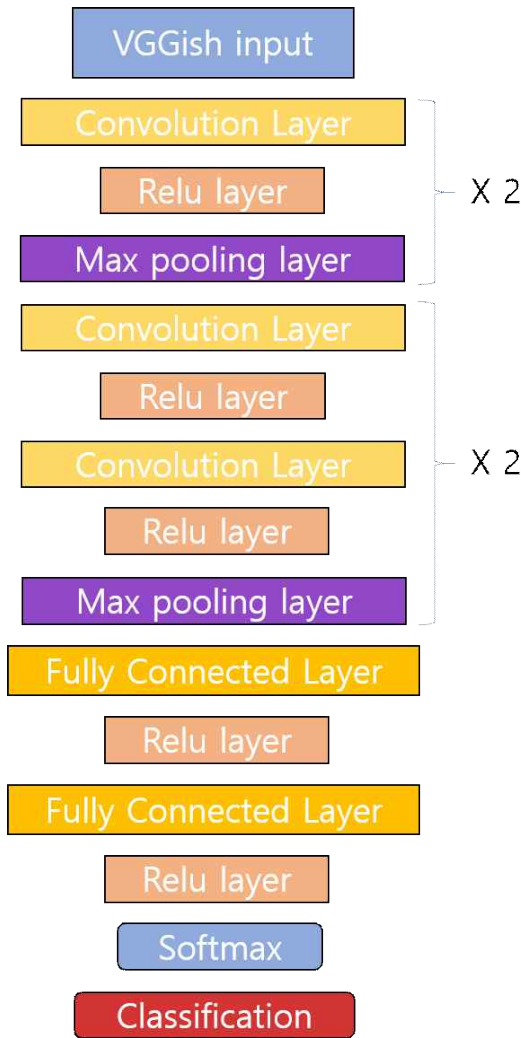 VGGish input
Convolution Layer
Relu layer
X 2
Max pooling layer
Convolution Layer
Relu layer
Convolution Layer
X 2
Relu layer
Max pooling layer
Fully Connected Layer
Relu layer
Fully Connected Layer
Relu layer
Softmax
Classification